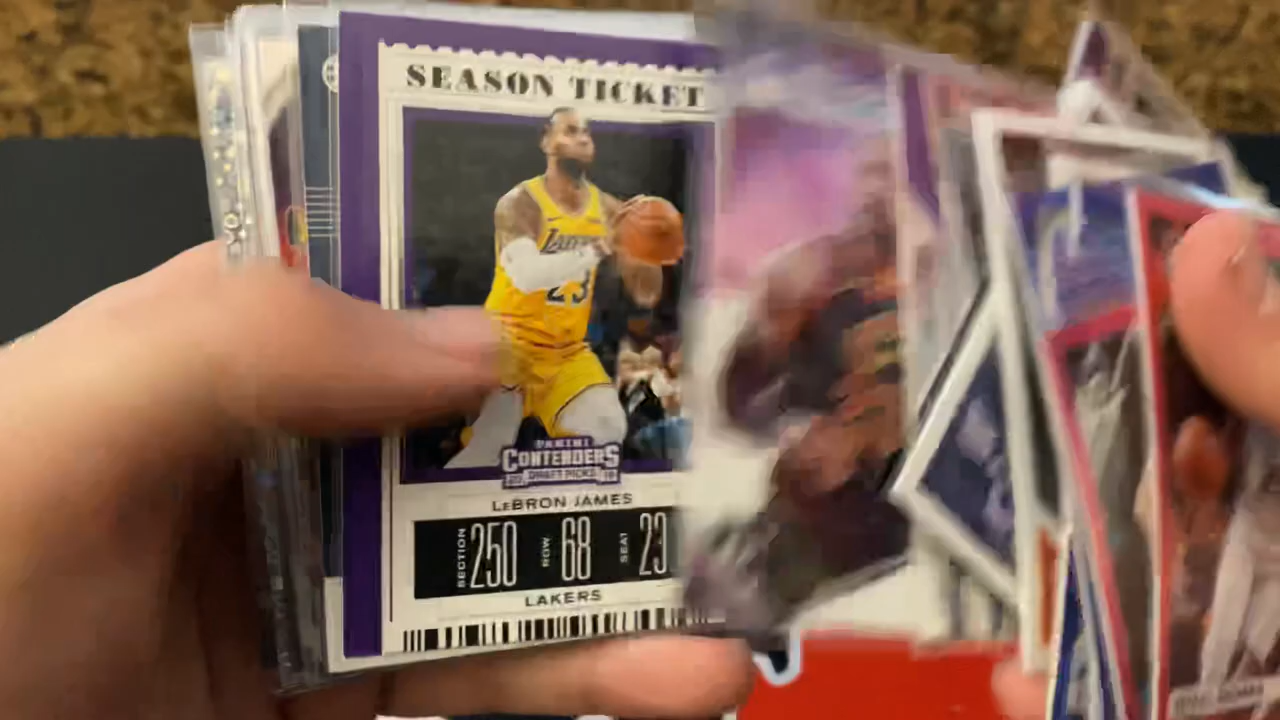 SEASON TICKET
Lakers
23
PANINI
CONTENDERS
DRAFT PICKS
LeBRON JAMES
SECTION 250 ROW 68 SEAT 23
LAKERS